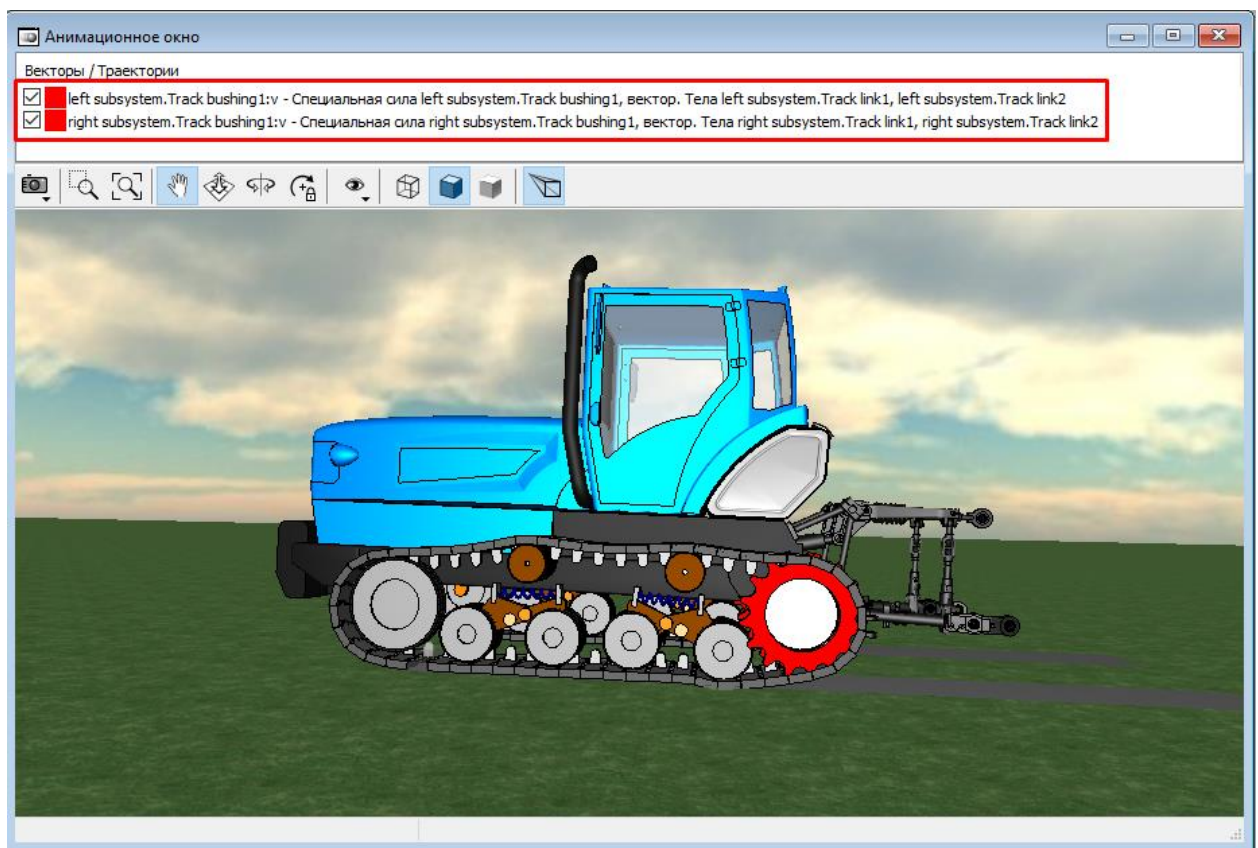 Анимационное окно
Векторы / Траектории
left subsystem.Track bushing1:v - Специальная сила left subsystem.Track bushing1, вектор. Тела left subsystem.Track link1, left subsystem.Track link2
right subsystem.Track bushing1:v - Специальная сила right subsystem.Track bushing1, вектор. Тела right subsystem.Track link1, right subsystem.Track link2